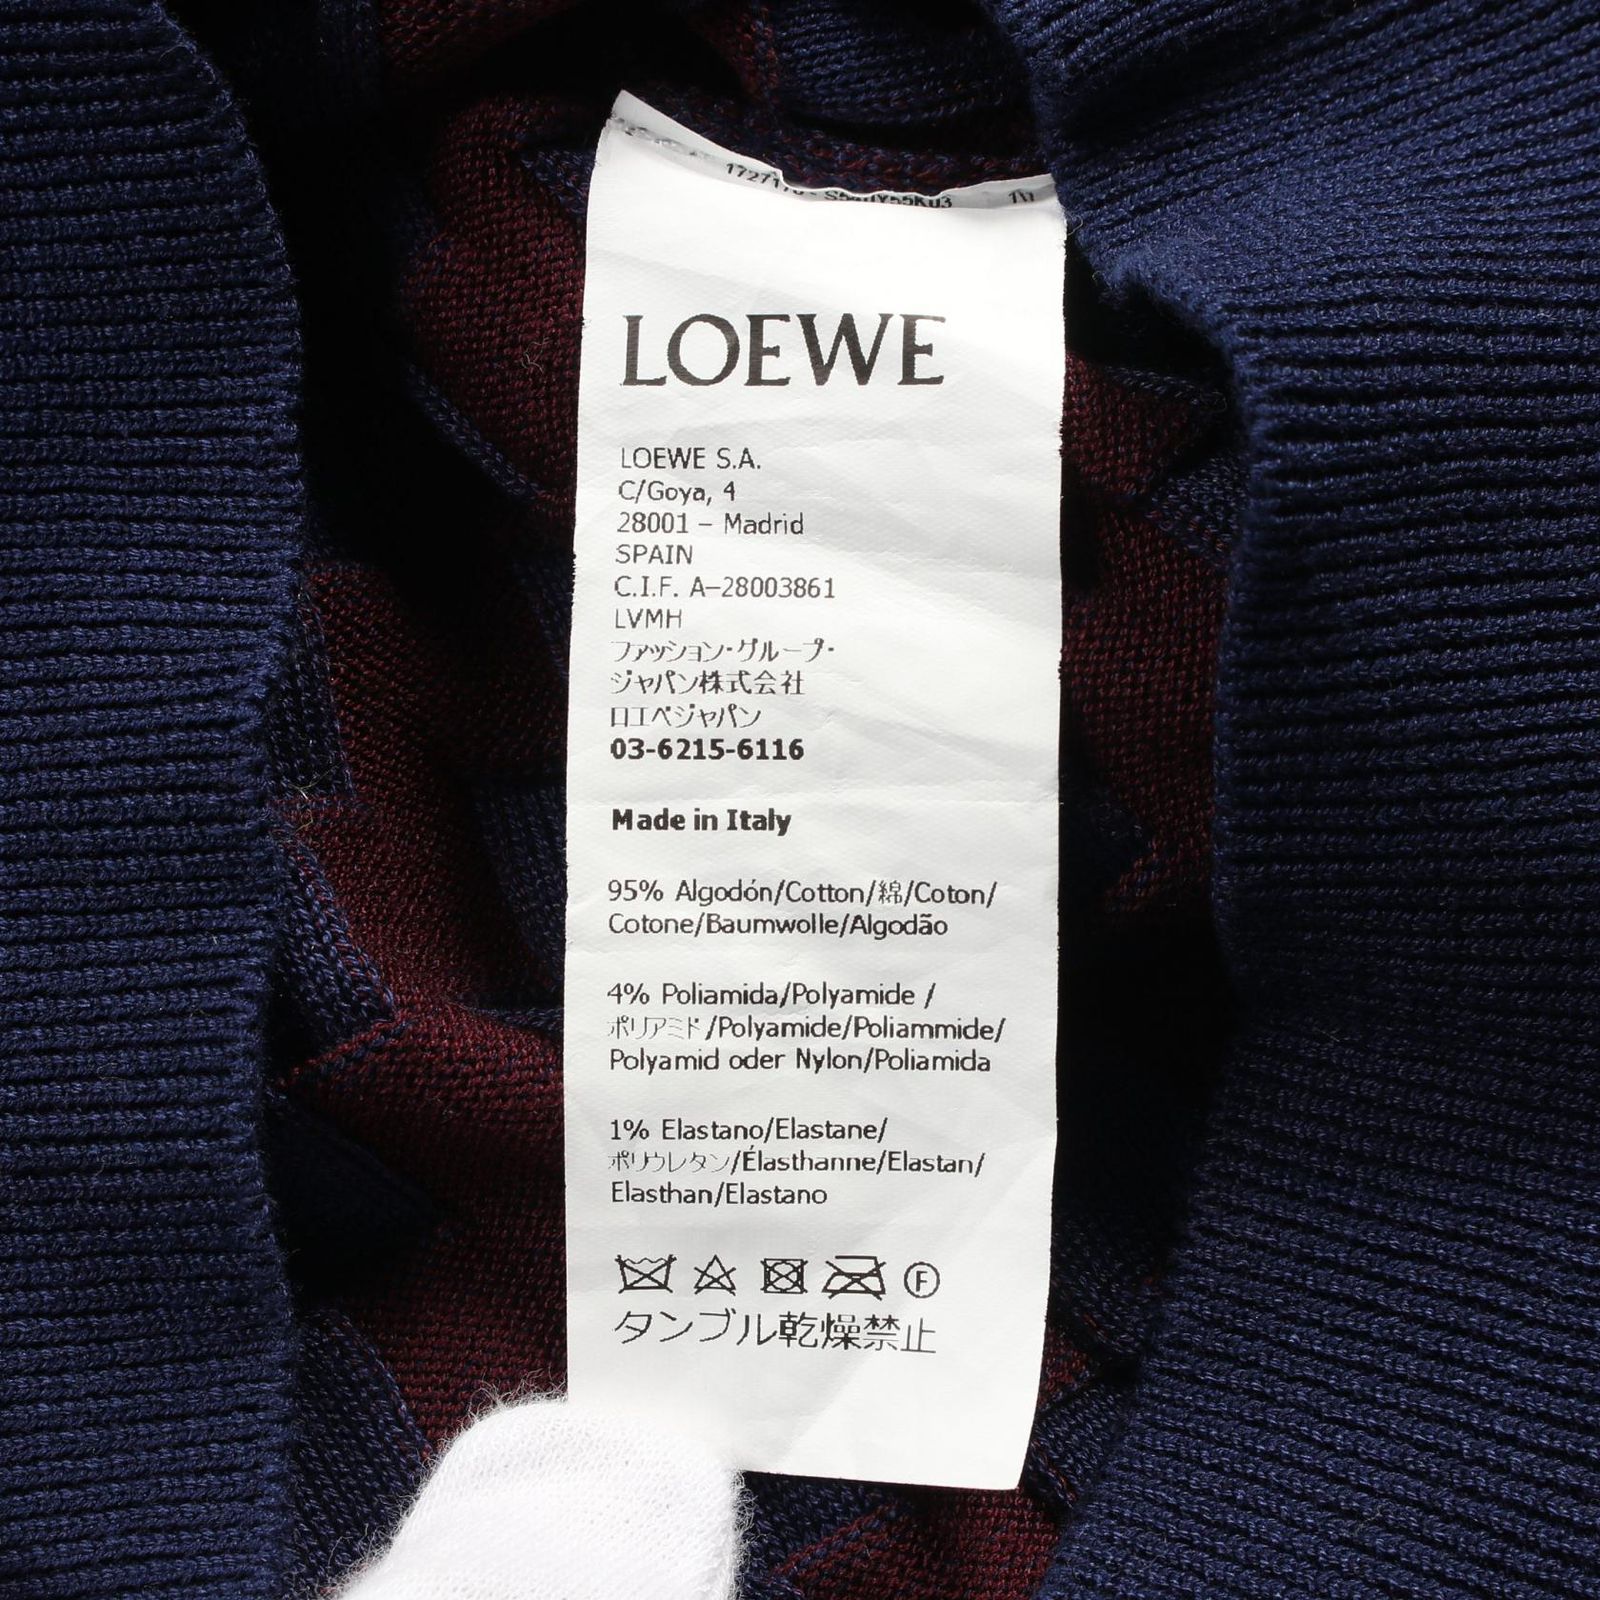 LOEWE
LOEWE S.A.
C/Goya, 4
28001 – Madrid
SPAIN
C.I.F. A–28003861
LVMH
ファッション・グループ・
ジャパン株式会社
ロエベジャパン
03-6215-6116
Made in Italy
95% Algodón/Cotton/綿/Coton/
Cotone/Baumwolle/Algodão
4% Poliamida/Polyamide /
ポリアミド/Polyamide/Poliammide/
Polyamid oder Nylon/Poliamida
1% Elastano/Elastane/
ポリウレタン/Élasthanne/Elastan/
Elasthan/Elastano
F
タンブル乾燥禁止